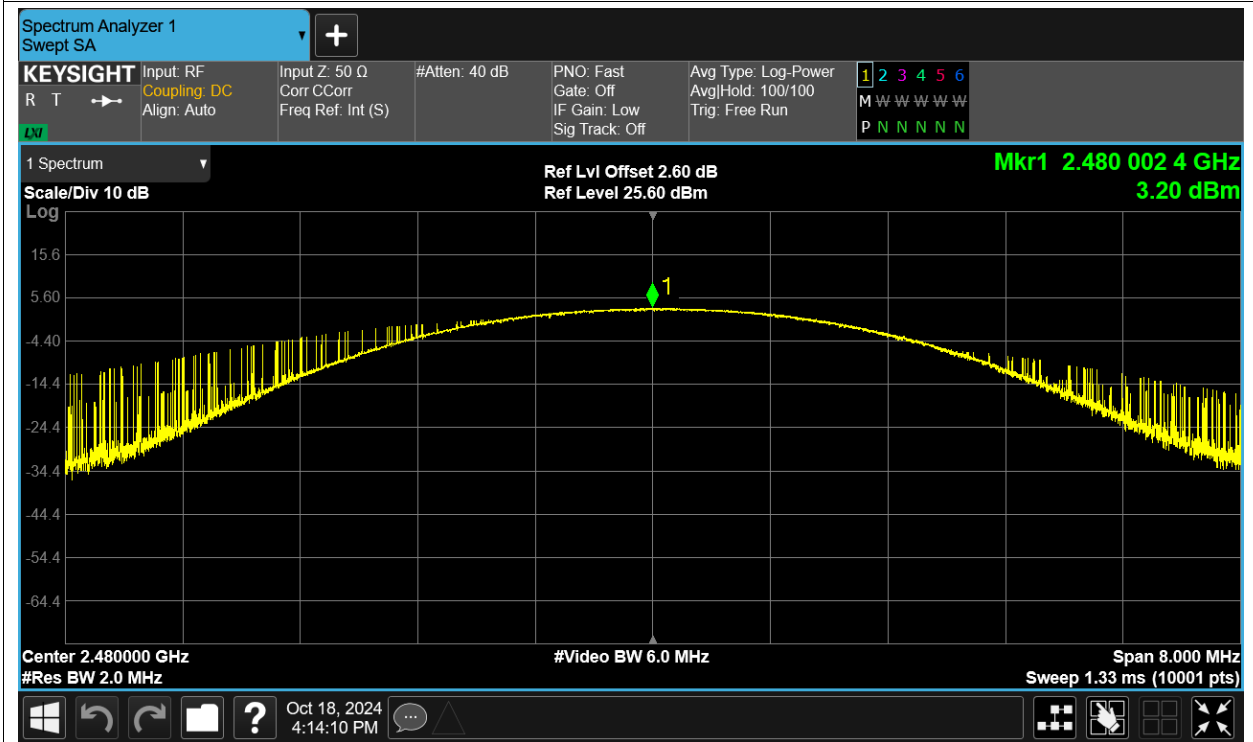 Spectrum Analyzer 1
Swept SA
+
KEYSIGHT
R T
LXI
Input: RF
Coupling: DC
Align: Auto
Input Z: 50 Ω
Corr CCorr
Freq Ref: Int (S)
#Atten: 40 dB
PNO: Fast
Gate: Off
IF Gain: Low
Sig Track: Off
Avg Type: Log-Power
Avg|Hold: 100/100
Trig: Free Run
1 2 3 4 5 6
M W W W W W
P N N N N N
1 Spectrum
Scale/Div 10 dB
Log
Ref Lvl Offset 2.60 dB
Ref Level 25.60 dBm
Mkr1 2.480 002 4 GHz
3.20 dBm
15.6
5.60
-4.40
-14.4
-24.4
-34.4
-44.4
-54.4
-64.4
1
Center 2.480000 GHz
#Res BW 2.0 MHz
#Video BW 6.0 MHz
Span 8.000 MHz
Sweep 1.33 ms (10001 pts)
?
Oct 18, 2024
4:14:10 PM